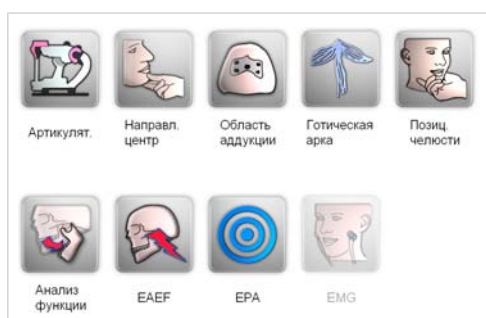 Артикулят.
Направл.
центр
Область
аддукции
Готическая
арка
Позиц.
челюсти
Анализ
функции
EAEF
EPA
EMG